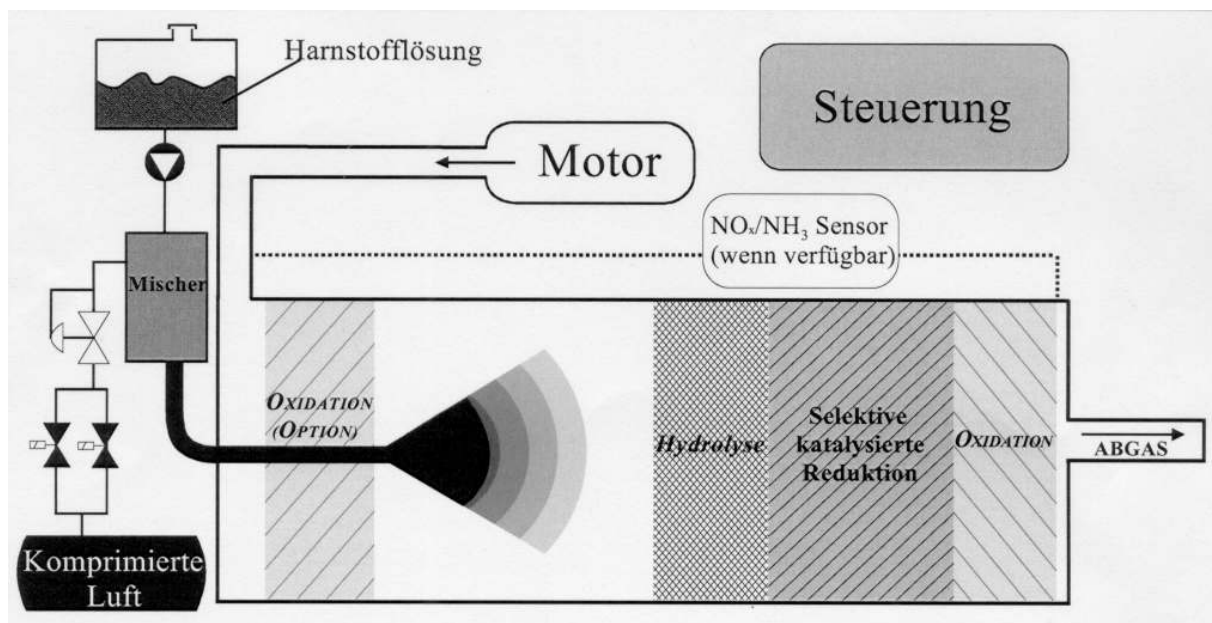 Harnstofflösung
Steuerung
Motor
NOx/NH3 Sensor
(wenn verfügbar)
Mischer
OXIDATION
(OPTION)
Hydrolyse
Selektive
katalysierte
Reduktion
OXIDATION
ABGAS
Komprimierte
Luft